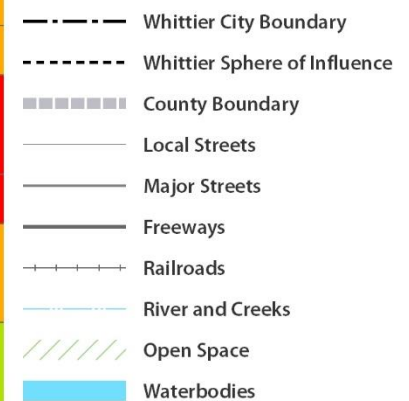 Whittier City Boundary
Whittier Sphere of Influence
County Boundary
Local Streets
Major Streets
Freeways
Railroads
River and Creeks
Open Space
Waterbodies